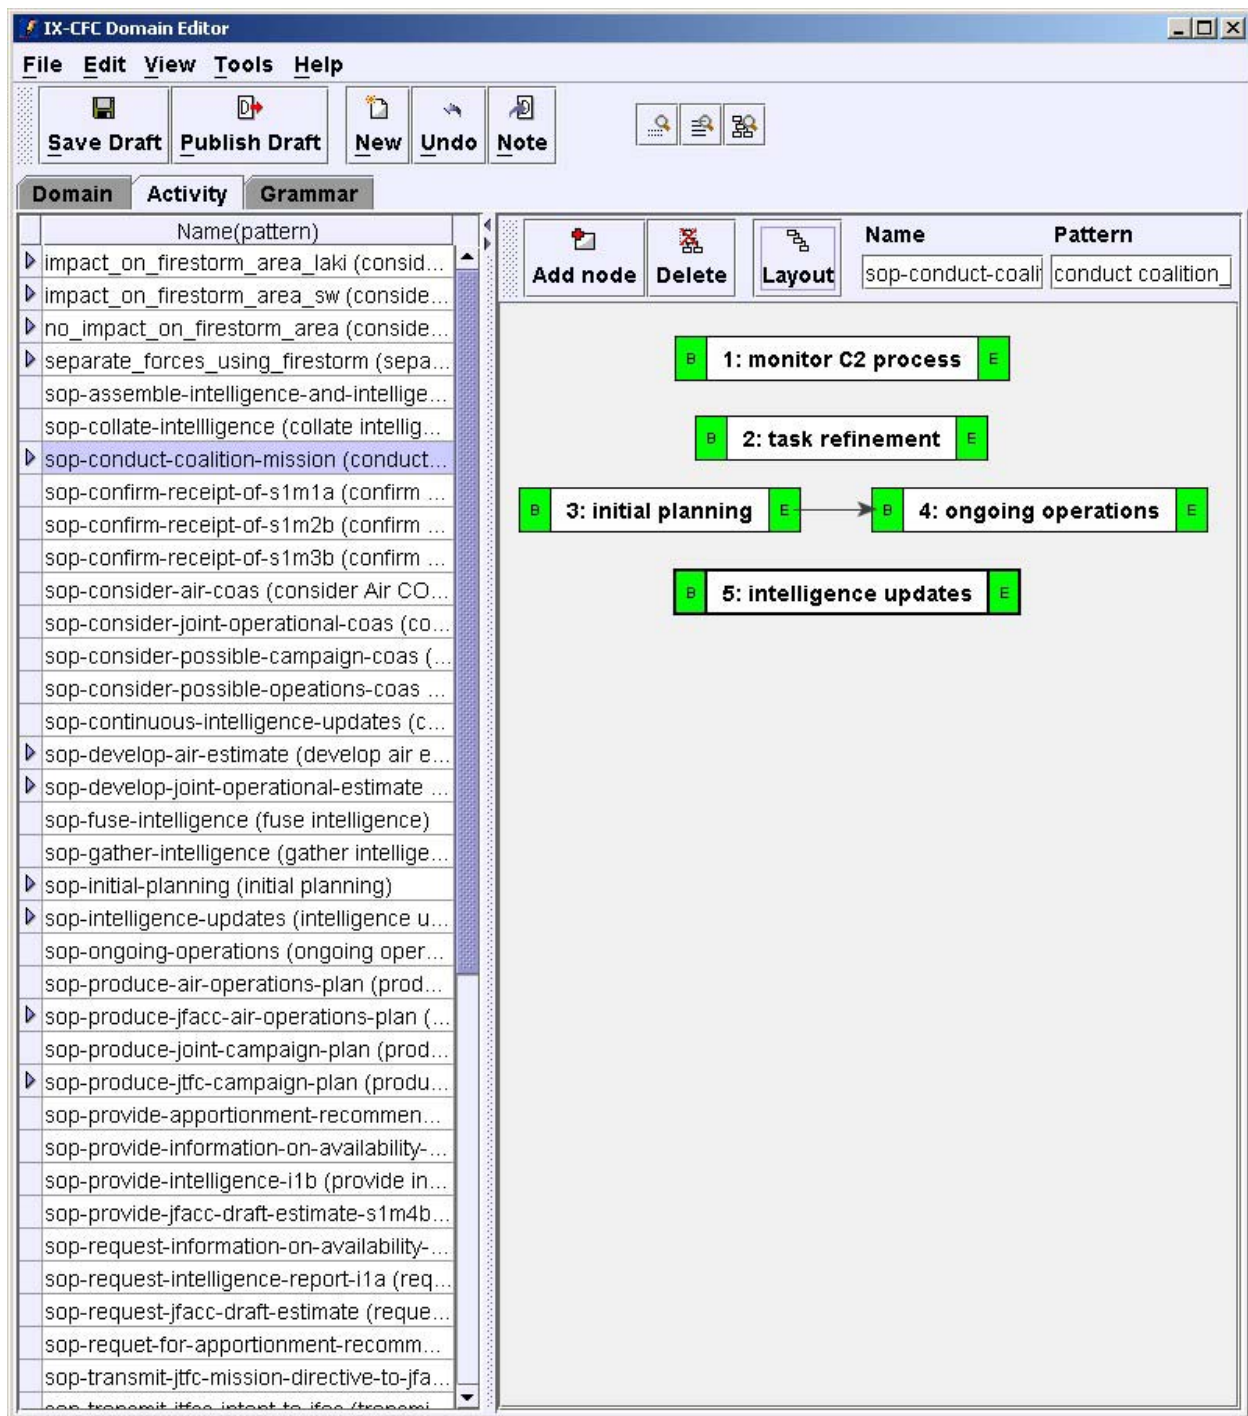 IX-CFC Domain Editor
File Edit View Tools Help
Save Draft Publish Draft New Undo Note
Domain Activity Grammar
Name(pattern)
impact_on_firestorm_area_laki (consid...
impact_on_firestorm_area_sw (conside...
no_impact_on_firestorm_area (conside...
separate_forces_using_firestorm (sepa...
sop-assemble-intelligence-and-intellige...
sop-collate-intellligence (collate intellig...
sop-conduct-coalition-mission (conduct...
sop-confirm-receipt-of-s1m1a (confirm ...
sop-confirm-receipt-of-s1m2b (confirm ...
sop-confirm-receipt-of-s1m3b (confirm ...
sop-consider-air-coas (consider Air CO...
sop-consider-joint-operational-coas (co...
sop-consider-possible-campaign-coas (...
sop-consider-possible-opeations-coas ...
sop-continuous-intelligence-updates (c...
sop-develop-air-estimate (develop air e...
sop-develop-joint-operational-estimate ...
sop-fuse-intelligence (fuse intelligence)
sop-gather-intelligence (gather intellige...
sop-initial-planning (initial planning)
sop-intelligence-updates (intelligence u...
sop-ongoing-operations (ongoing oper...
sop-produce-air-operations-plan (prod...
sop-produce-jfacc-air-operations-plan (...
sop-produce-joint-campaign-plan (prod...
sop-produce-jtfc-campaign-plan (produ...
sop-provide-apportionment-recommen...
sop-provide-information-on-availability-...
sop-provide-intelligence-i1b (provide in...
sop-provide-jfacc-draft-estimate-s1m4b...
sop-request-information-on-availability-...
sop-request-intelligence-report-i1a (req...
sop-request-jfacc-draft-estimate (reque...
sop-requet-for-apportionment-recomm...
sop-transmit-jtfc-mission-directive-to-jfa...
Add node Delete Layout
Name Pattern
sop-conduct-coali conduct coalition_
B 1: monitor C2 process E
B 2: task refinement E
B 3: initial planning E B 4: ongoing operations E
B 5: intelligence updates E